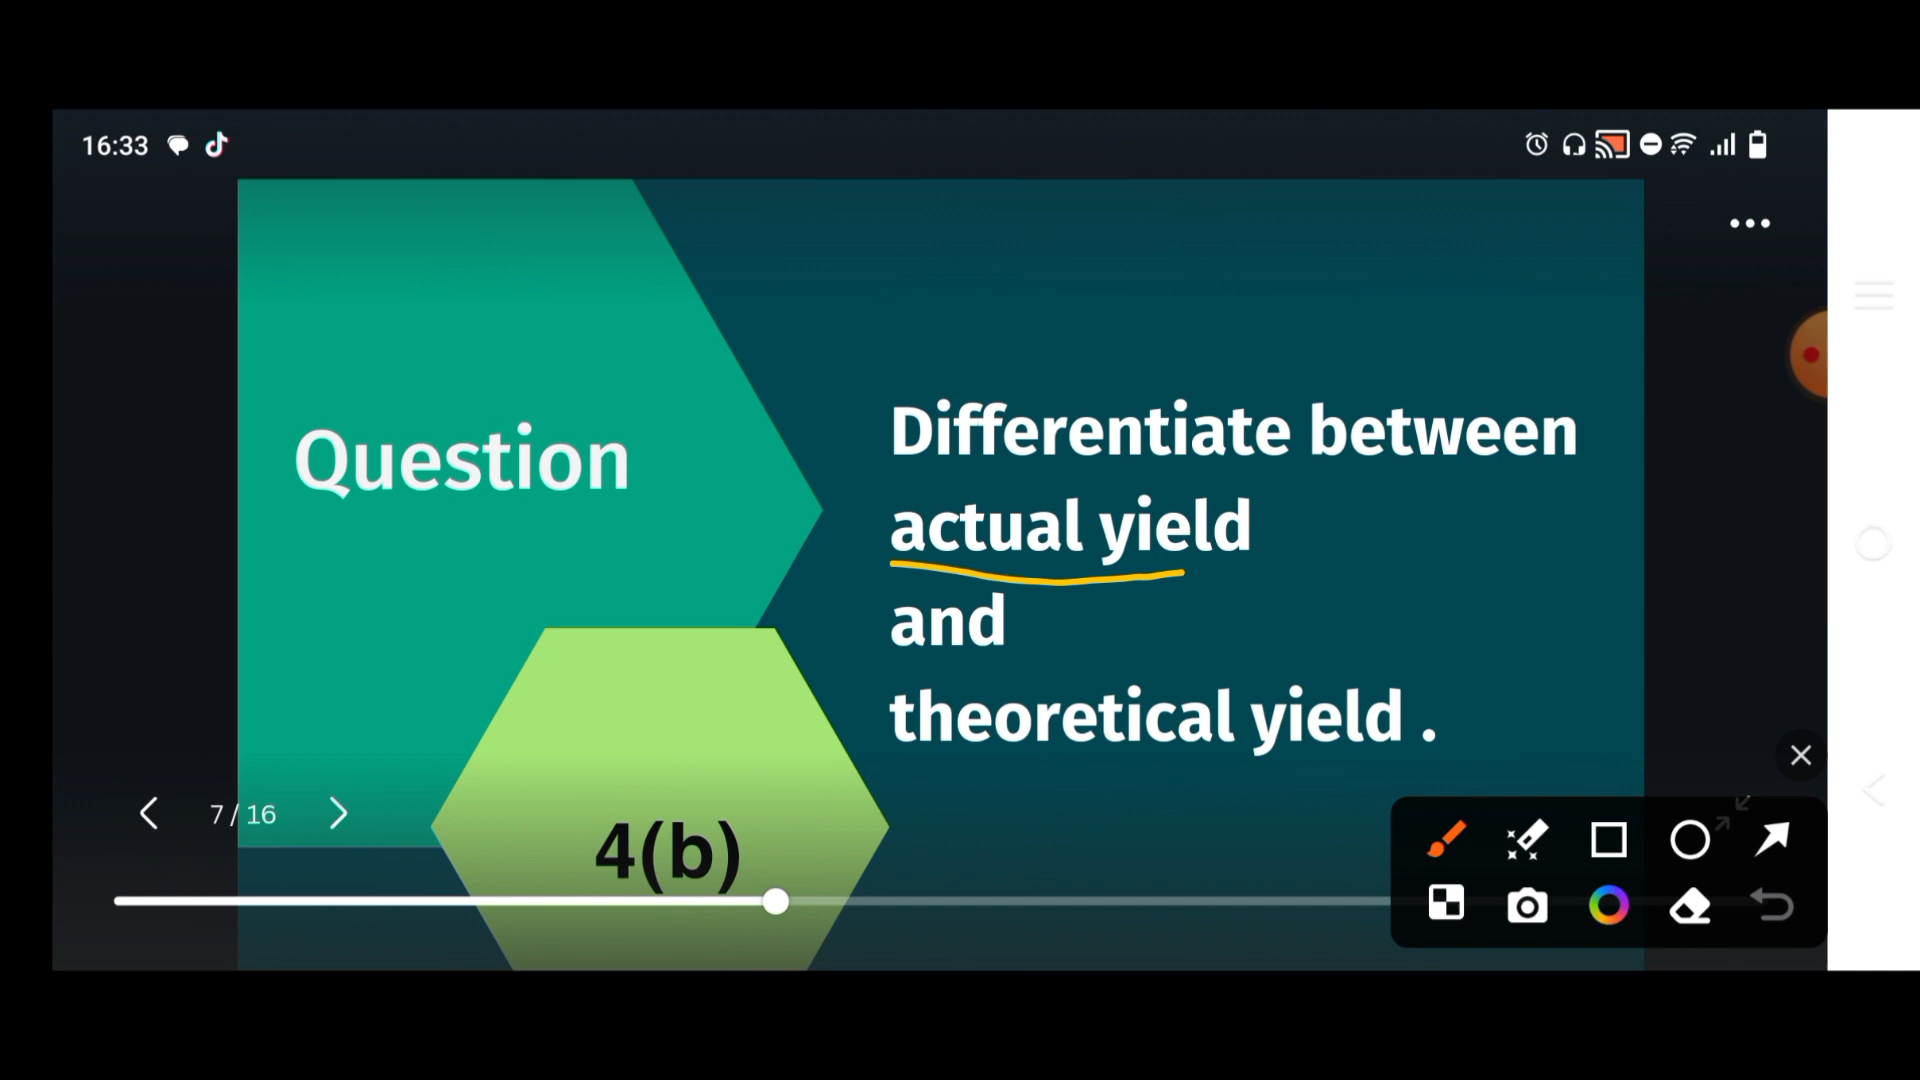 16:33
Question
Differentiate between
actual yield
and
theoretical yield .
7 / 16
4(b)